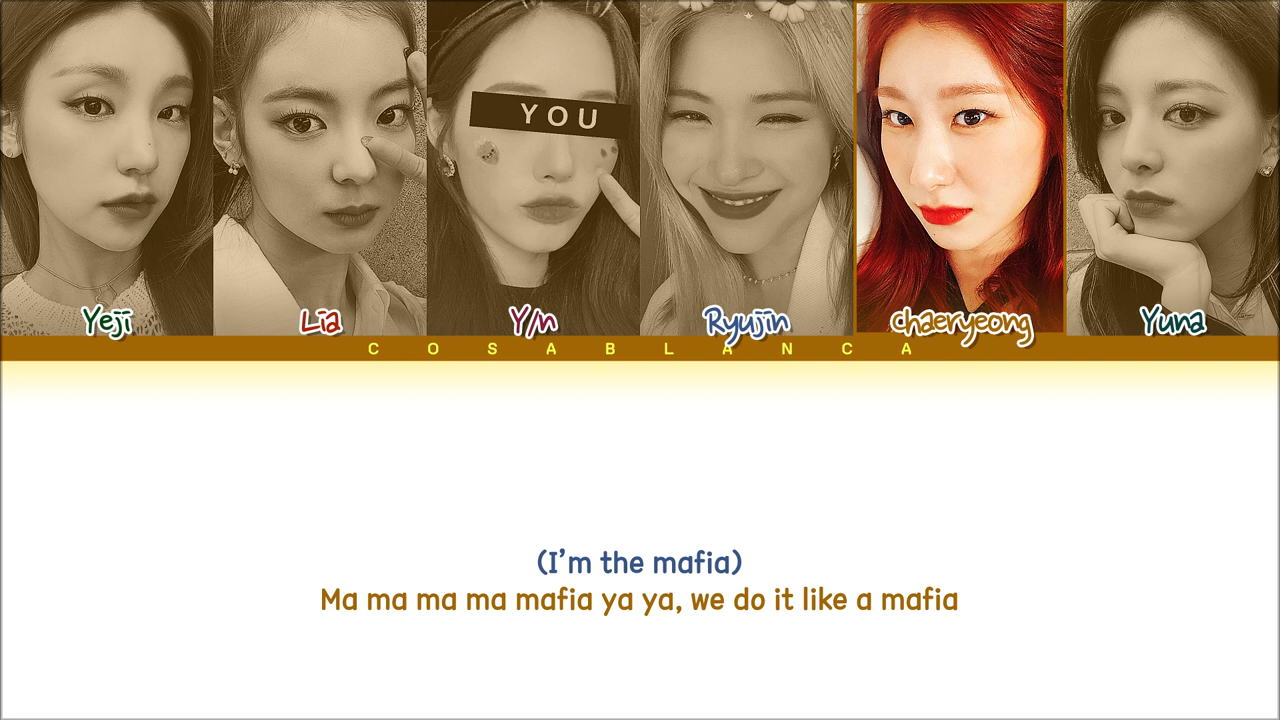 YOU
Yeji Lia Y/n Ryujin chaeryeong Yuna
COSABLANCA
(I'm the mafia)
Ma ma ma ma mafia ya ya, we do it like a mafia